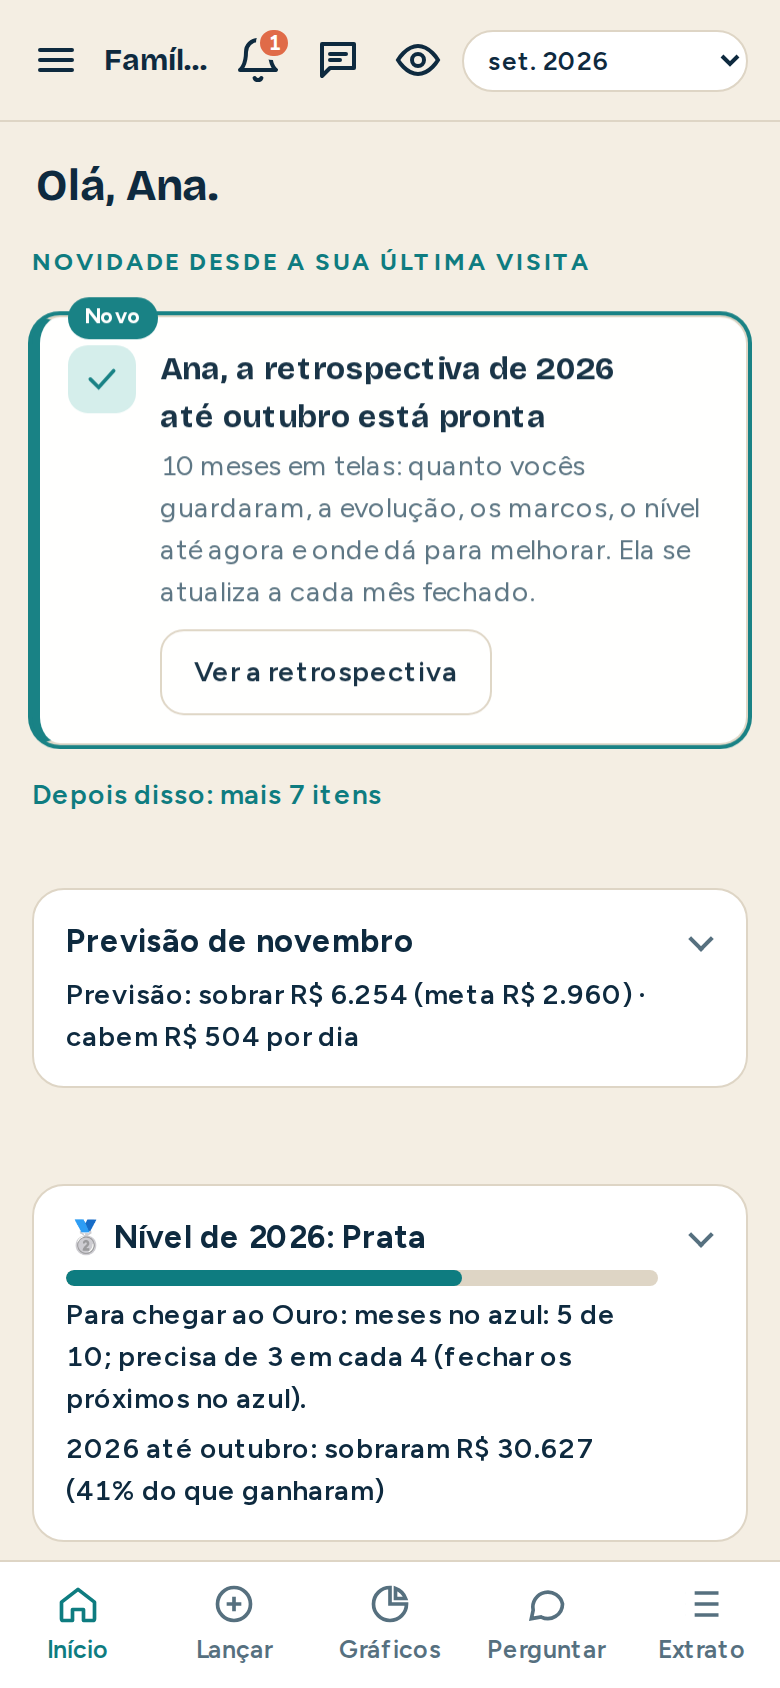 Famíl...
1
set. 2026
Olá, Ana.
NOVIDADE DESDE A SUA ÚLTIMA VISITA
Novo
Ana, a retrospectiva de 2026
até outubro está pronta
10 meses em telas: quanto vocês
guardaram, a evolução, os marcos, o nível
até agora e onde dá para melhorar. Ela se
atualiza a cada mês fechado.
Ver a retrospectiva
Depois disso: mais 7 itens
Previsão de novembro
Previsão: sobrar R$ 6.254 (meta R$ 2.960) ·
cabem R$ 504 por dia
2
Nível de 2026: Prata
Para chegar ao Ouro: meses no azul: 5 de
10; precisa de 3 em cada 4 (fechar os
próximos no azul).
2026 até outubro: sobraram R$ 30.627
(41% do que ganharam)
Início
Lançar
Gráficos
Perguntar
Extrato